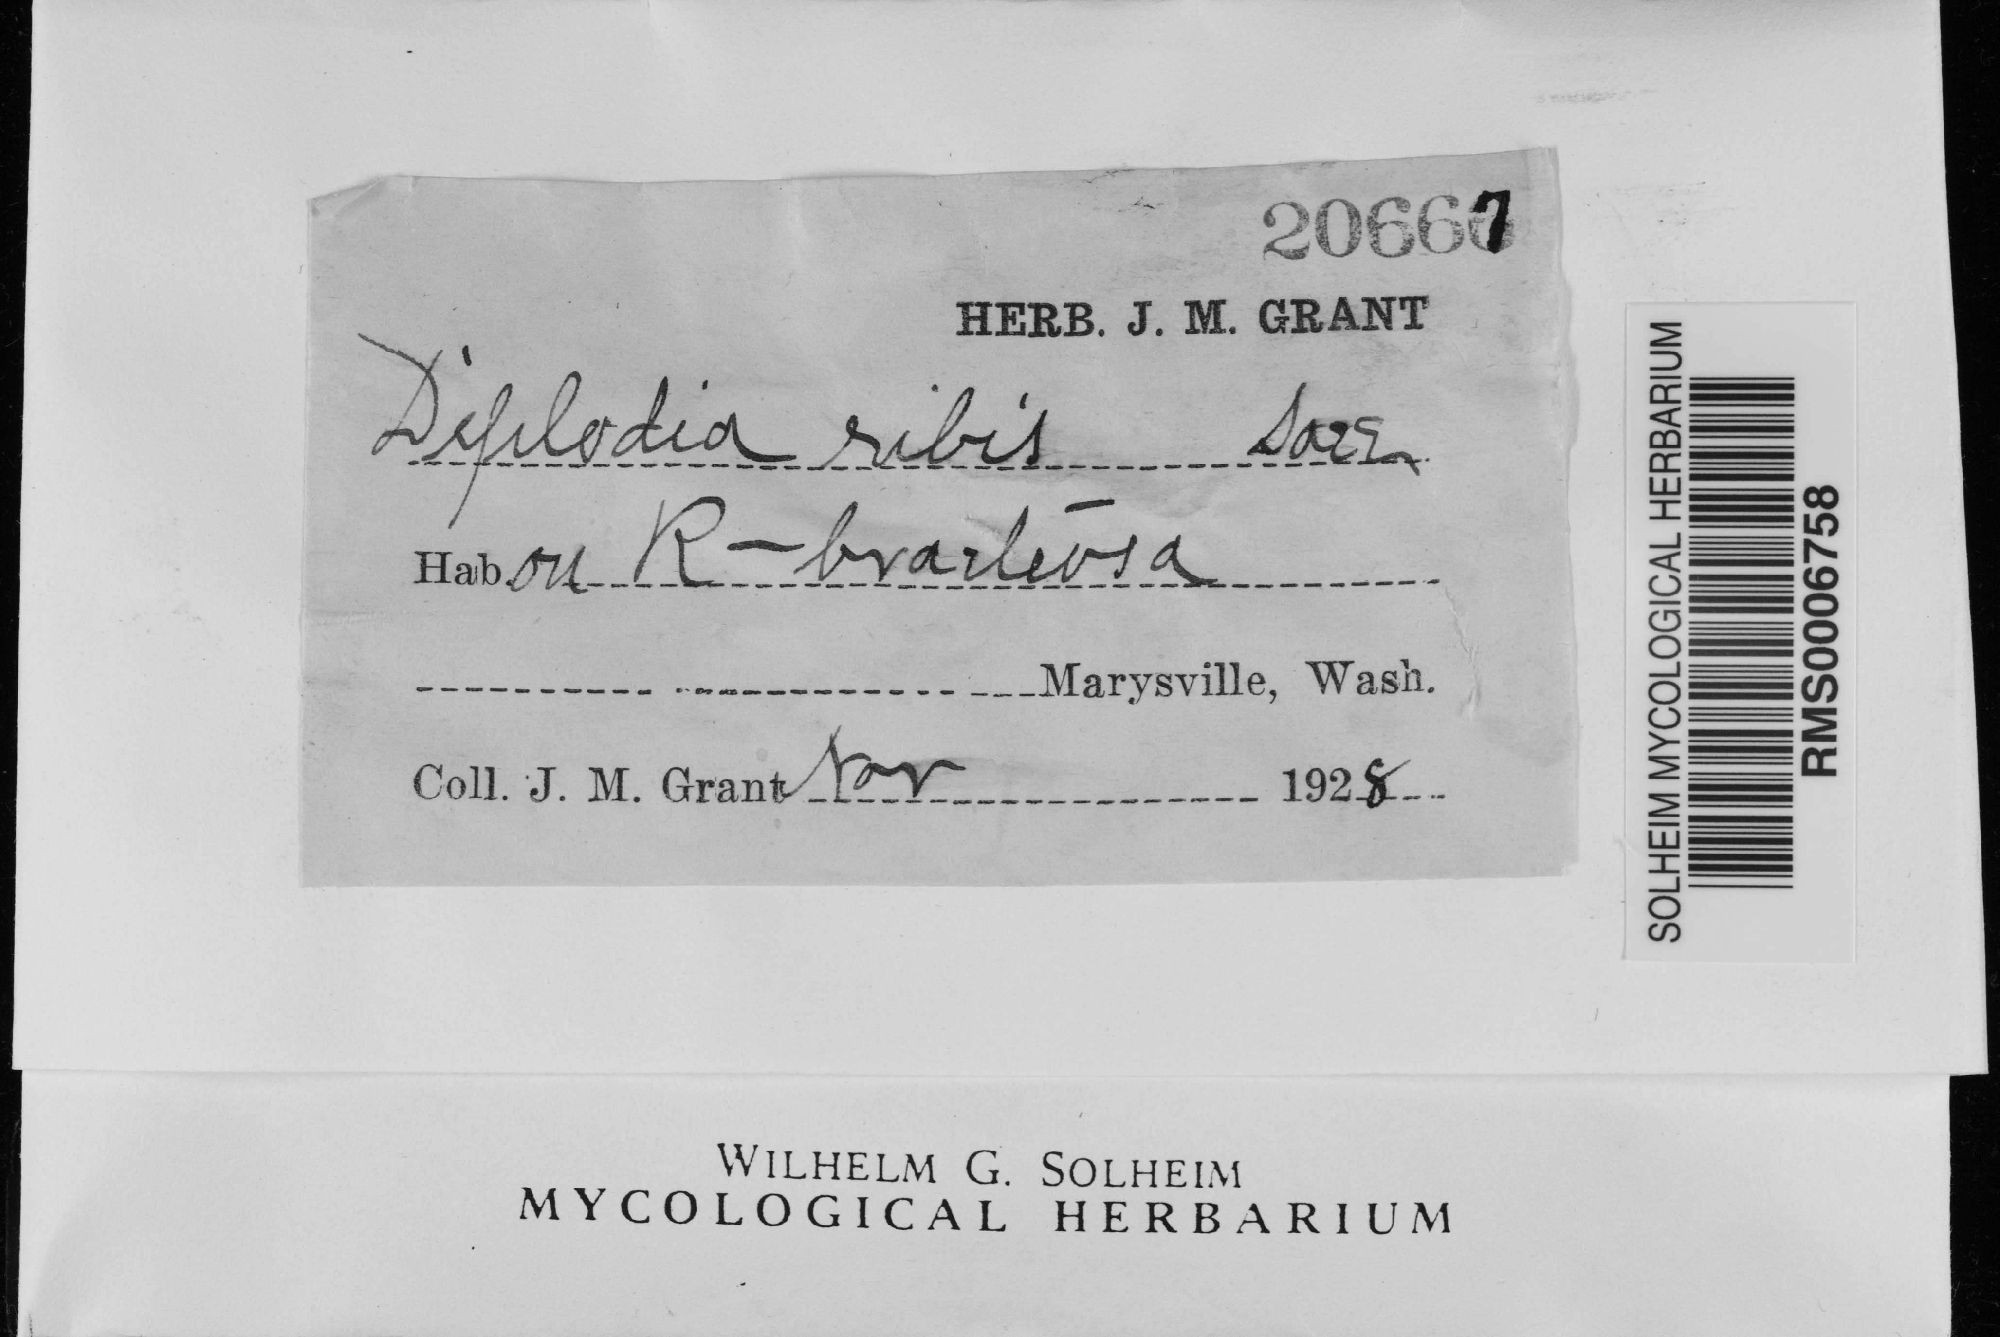 20667
HERB. J. M. GRANT
Diplodia ribis Sacc
Hab. on R- bracteosa
Marysville, Wash.
Coll. J. M. Grant Nov 1928
SOLHEIM MYCOLOGICAL HERBARIUM
RMS0006758
WILHELM G. SOLHEIM
MYCOLOGICAL HERBARIUM